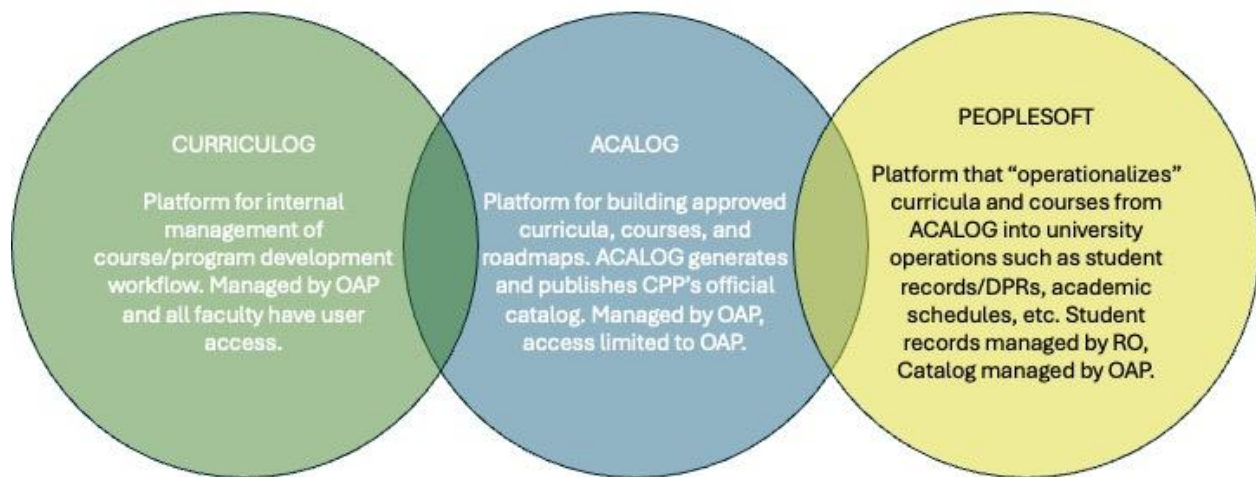 CURRICULOG
Platform for internal
management of
course/program development
workflow. Managed by OAP
and all faculty have user
access.
ACALOG
Platform for building approved
curricula, courses, and
roadmaps. ACALOG generates
and publishes CPP's official
catalog. Managed by OAP,
access limited to OAP.
PEOPLESOFT
Platform that “operationalizes”
curricula and courses from
ACALOG into university
operations such as student
records/DPRs, academic
schedules, etc. Student
records managed by RO,
Catalog managed by OAP.